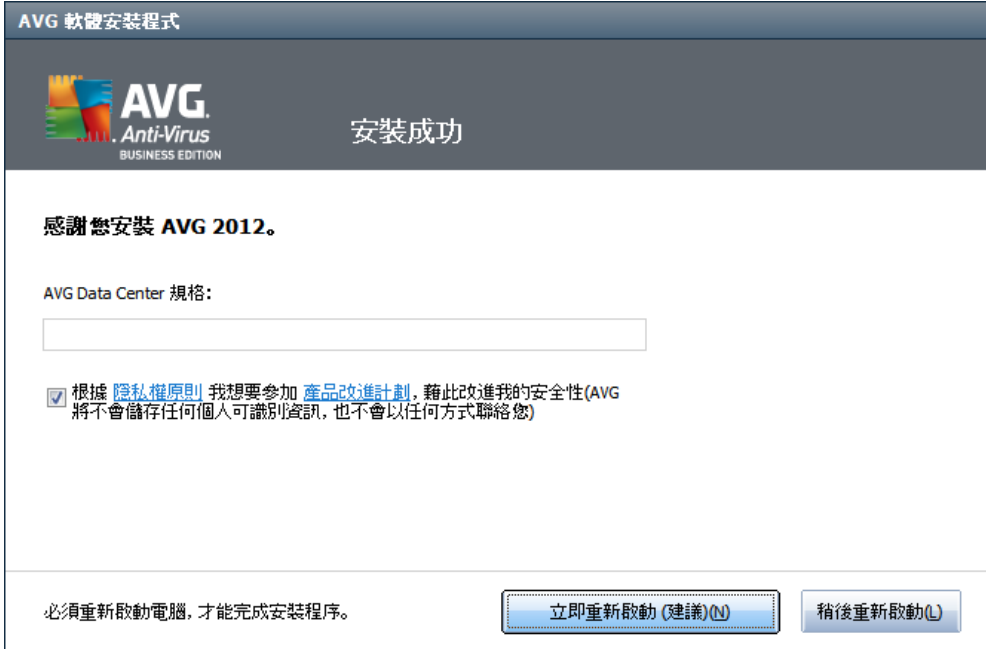 AVG 軟體安裝程式
AVG.
Anti-Virus
BUSINESS EDITION
安裝成功
感謝您安裝 AVG 2012。
AVG Data Center 規格:
根據 隱私權原則 我想要參加 產品改進計劃, 藉此改進我的安全性(AVG
將不會儲存任何個人可識別資訊, 也不會以任何方式聯絡您)
必須重新啟動電腦, 才能完成安裝程序。
立即重新啟動 (建議)(N)
稍後重新啟動(L)